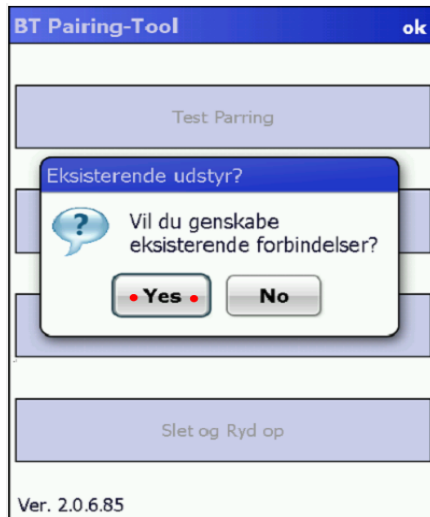 BT Pairing-Tool ok
Test Parring
Eksisterende udstyr?
?
Vil du genskabe
eksisterende forbindelser?
Yes No
Slet og Ryd op
Ver. 2.0.6.85